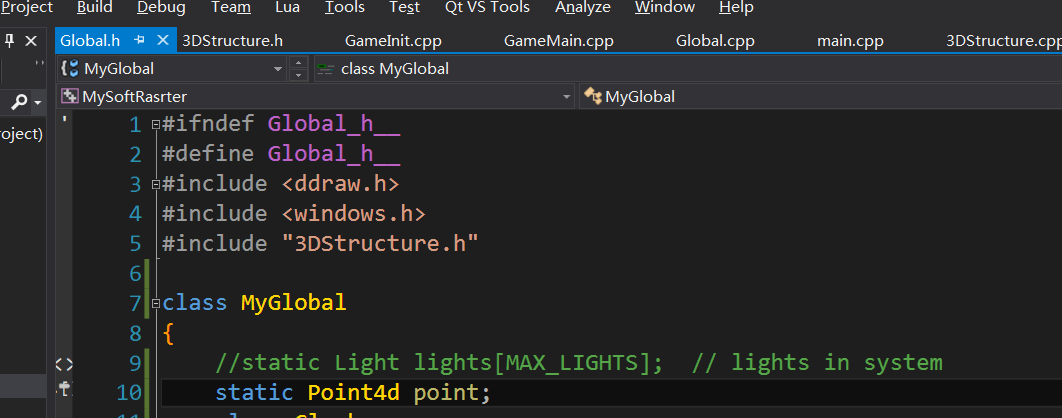 Project Build Debug Team Lua Tools Test Qt VS Tools Analyze Window Help
Global.h 3DStructure.h GameInit.cpp GameMain.cpp Global.cpp main.cpp 3DStructure.cpp
MyGlobal class MyGlobal
MySoftRasrter MyGlobal
oject)
1 #ifndef Global_h__
2 #define Global_h__
3 #include <ddraw.h>
4 #include <windows.h>
5 #include "3DStructure.h"
6
7 class MyGlobal
8 {
9 //static Light lights[MAX_LIGHTS]; // lights in system
10 static Point4d point;